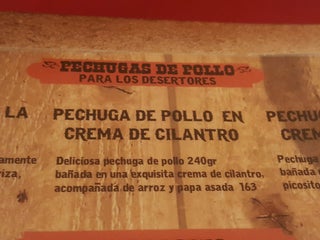 PECHUGAS DE POLLO
PARA LOS DESERTORES
LA
PECHUGA DE POLLO EN
CREMA DE CILANTRO
Deliciosa pechuga de pollo 240gr
bañada en una exquisita crema de cilantro,
acompañada de arroz y papa asada 163
PECHU
CREM
Pechuga
bañada
picosito